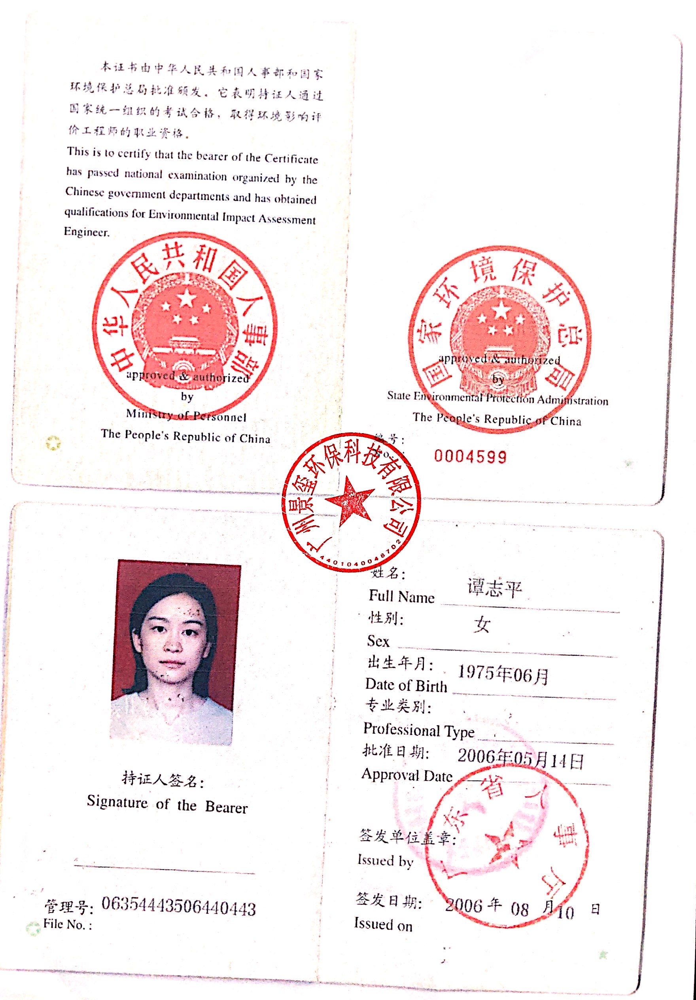 本证书由中华人民共和国人事部和国家
环境保护总局批准颁发。它表明持证人通过
国家统一组织的考试合格，取得环境影响评
价工程师的职业资格。
This is to certify that the bearer of the Certificate
has passed national examination organized by the
Chinese government departments and has obtained
qualifications for Environmental Impact Assessment
Engineer.
中华人民共和国人事部
approved & authorized
by
Ministry of Personnel
The People's Republic of China
国家环境保护总局
approved & authorized
by
State Environmental Protection Administration
The People's Republic of China
编号：
No. :
0004599
广州景玺环保科技有限公司
4401040048702
持证人签名：
Signature of the Bearer
管理号：06354443506440443
File No. :
姓名： 谭志平
Full Name
性别： 女
Sex
出生年月： 1975年06月
Date of Birth
专业类别：
Professional Type
批准日期： 2006年05月14日
Approval Date
广东省人事厅
签发单位盖章：
Issued by
签发日期： 2006 年 08 月 10 日
Issued on